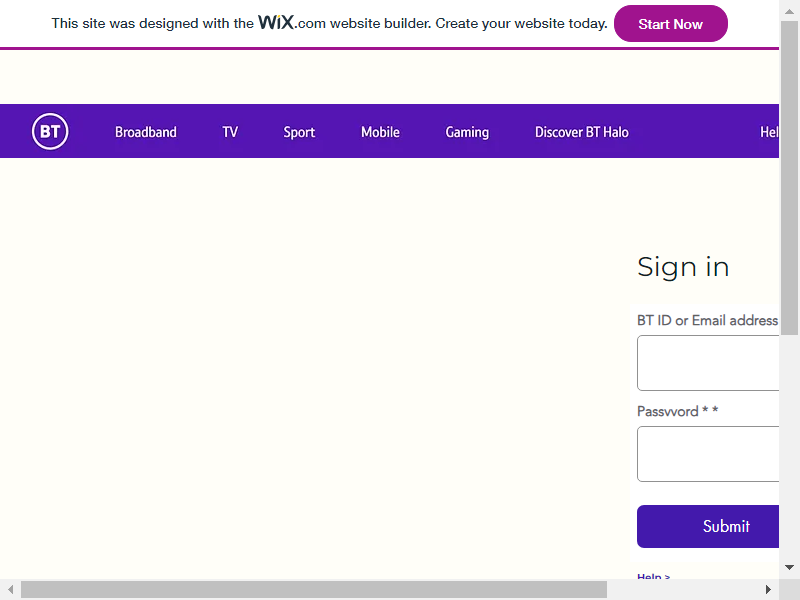 This site was designed with the WiX.com website builder. Create your website today. Start Now
BT Broadband TV Sport Mobile Gaming Discover BT Halo Hel
Sign in
BT ID or Email address
Passvvord * *
Submit
Help >